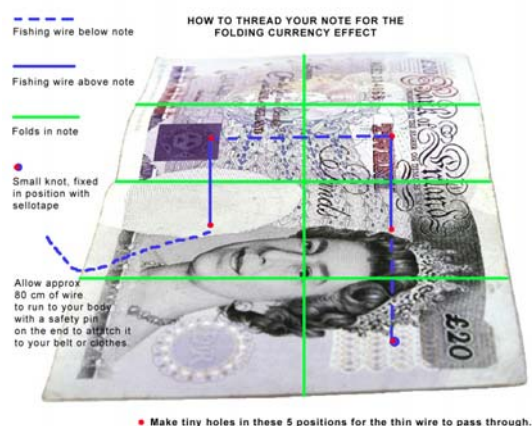 HOW TO THREAD YOUR NOTE FOR THE
FOLDING CURRENCY EFFECT
Fishing wire below note
Fishing wire above note
Folds in note
Small knot, fixed
in position with
sellotape
Allow approx
80 cm of wire
to run to your body
with a safety pin
on the end to attatch it
to your belt or clothes.
Bank of England
£20
Make tiny holes in these 5 positions for the thin wire to pass through.